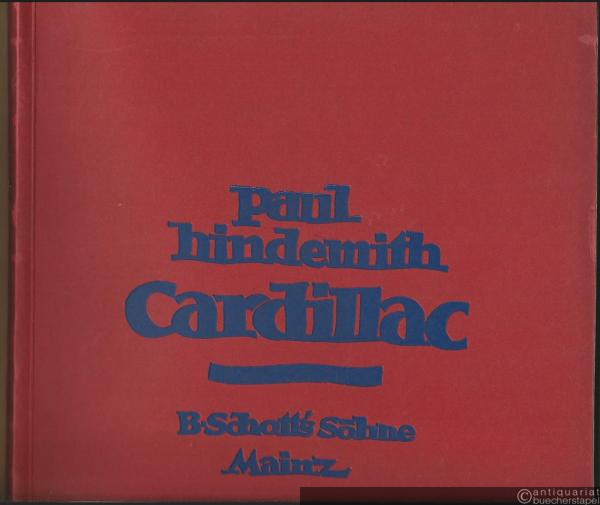 paul
hindemith
Cardillac
B·Schott's Söhne
Mainz
©antiquariat
buecherstapel